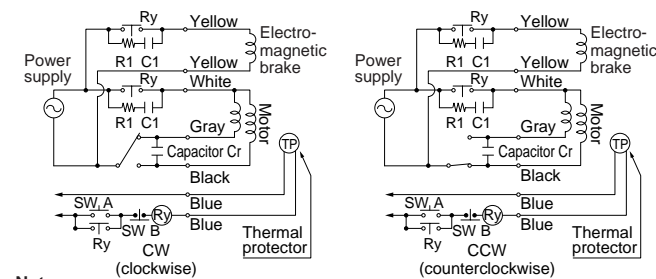 Ry
Yellow
Electro-
magnetic
brake
Power
supply
R1 C1
Yellow
Ry
White
R1 C1
Motor
Gray
TP
Capacitor Cr
Black
SW A
Blue
Ry
Blue
Ry
SW B
CW
(clockwise)
Thermal
protector
Ry
Yellow
Electro-
magnetic
brake
Power
supply
R1 C1
Yellow
Ry
White
R1 C1
Motor
Gray
TP
Capacitor Cr
Black
SW A
Blue
Ry
Blue
Ry
SW B
CCW
(counterclockwise)
Thermal
protector